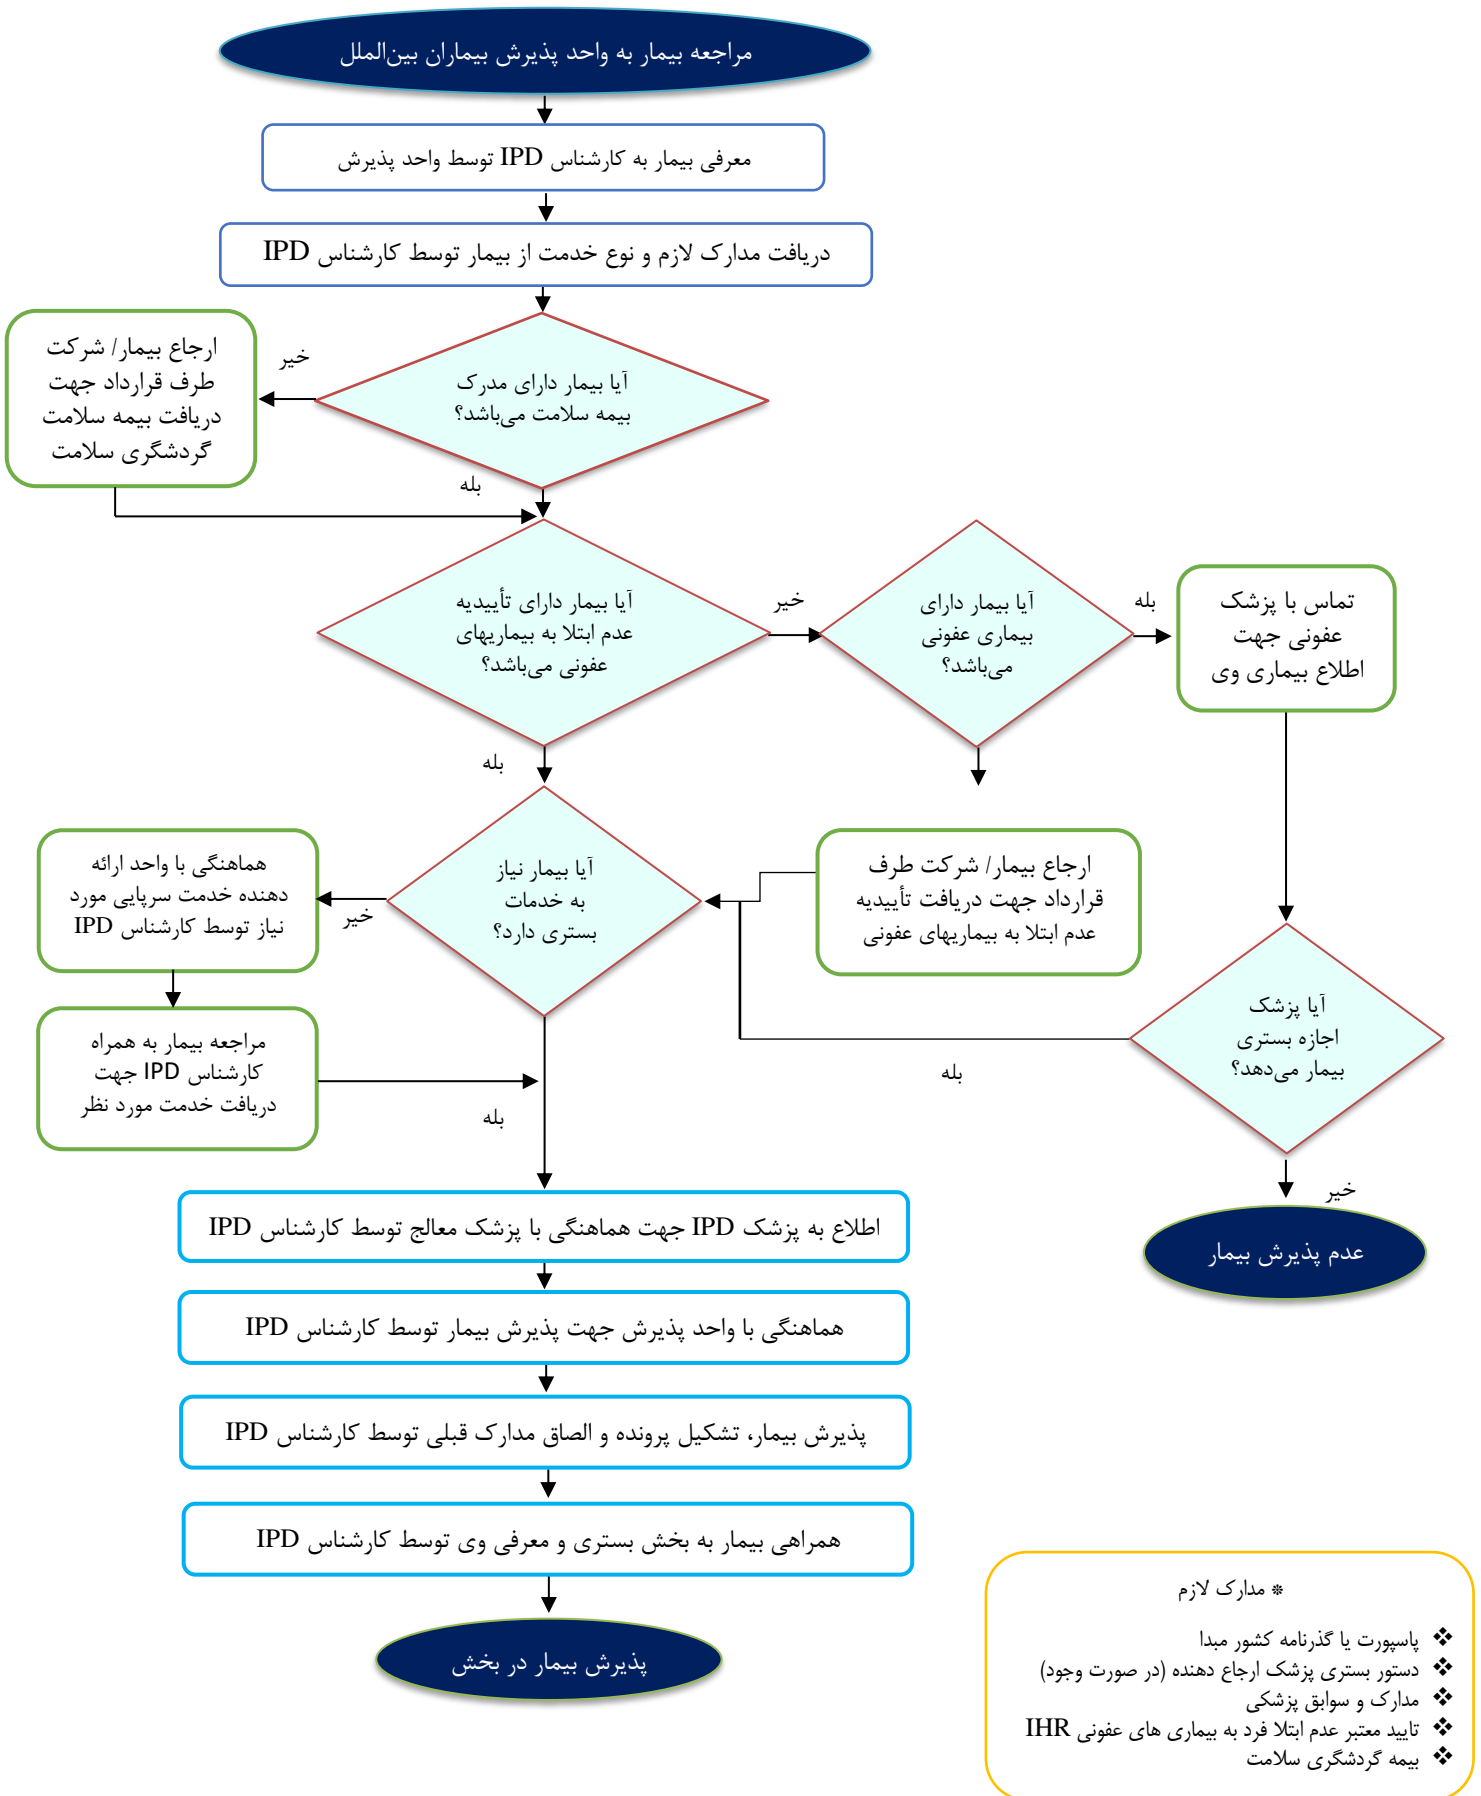 مراجعه بیمار به واحد پذیرش بیماران بین‌الملل
معرفی بیمار به کارشناس IPD توسط واحد پذیرش
دریافت مدارک لازم و نوع خدمت از بیمار توسط کارشناس IPD
آیا بیمار دارای مدرک
بیمه سلامت می‌باشد؟
خیر
ارجاع بیمار/ شرکت
طرف قرارداد جهت
دریافت بیمه سلامت
گردشگری سلامت
بله
آیا بیمار دارای تأییدیه
عدم ابتلا به بیماریهای
عفونی می‌باشد؟
خیر
آیا بیمار دارای
بیماری عفونی
می‌باشد؟
بله
تماس با پزشک
عفونی جهت
اطلاع بیماری وی
بله
آیا بیمار نیاز
به خدمات
بستری دارد؟
خیر
هماهنگی با واحد ارائه
دهنده خدمت سرپایی مورد
نیاز توسط کارشناس IPD
ارجاع بیمار/ شرکت طرف
قرارداد جهت دریافت تأییدیه
عدم ابتلا به بیماریهای عفونی
آیا پزشک
اجازه بستری
بیمار می‌دهد؟
بله
مراجعه بیمار به همراه
کارشناس IPD جهت
دریافت خدمت مورد نظر
بله
خیر
عدم پذیرش بیمار
اطلاع به پزشک IPD جهت هماهنگی با پزشک معالج توسط کارشناس IPD
هماهنگی با واحد پذیرش جهت پذیرش بیمار توسط کارشناس IPD
پذیرش بیمار، تشکیل پرونده و الصاق مدارک قبلی توسط کارشناس IPD
همراهی بیمار به بخش بستری و معرفی وی توسط کارشناس IPD
پذیرش بیمار در بخش
* مدارک لازم
❖ پاسپورت یا گذرنامه کشور مبدا
❖ دستور بستری پزشک ارجاع دهنده (در صورت وجود)
❖ مدارک و سوابق پزشکی
❖ تایید معتبر عدم ابتلا فرد به بیماری های عفونی IHR
❖ بیمه گردشگری سلامت